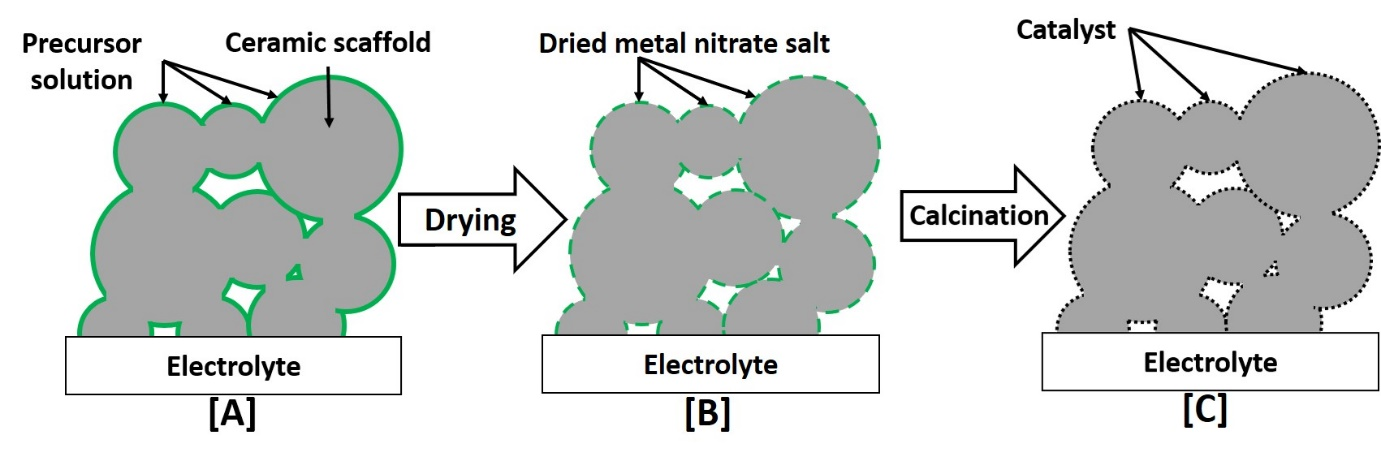 Precursor
solution
Ceramic scaffold
Drying
Electrolyte
[A]
Dried metal nitrate salt
Calcination
Electrolyte
[B]
Catalyst
Electrolyte
[C]